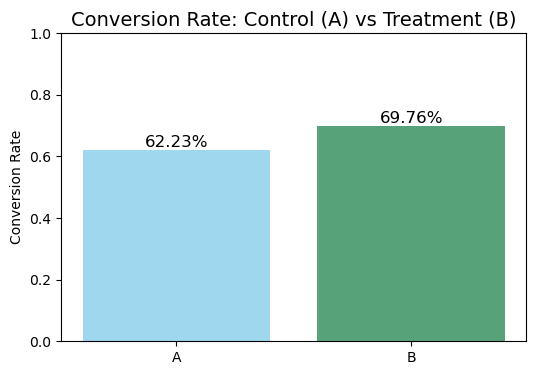 Conversion Rate: Control (A) vs Treatment (B)
1.0
0.8
0.6
0.4
0.2
0.0
Conversion Rate
62.23%
69.76%
A
B